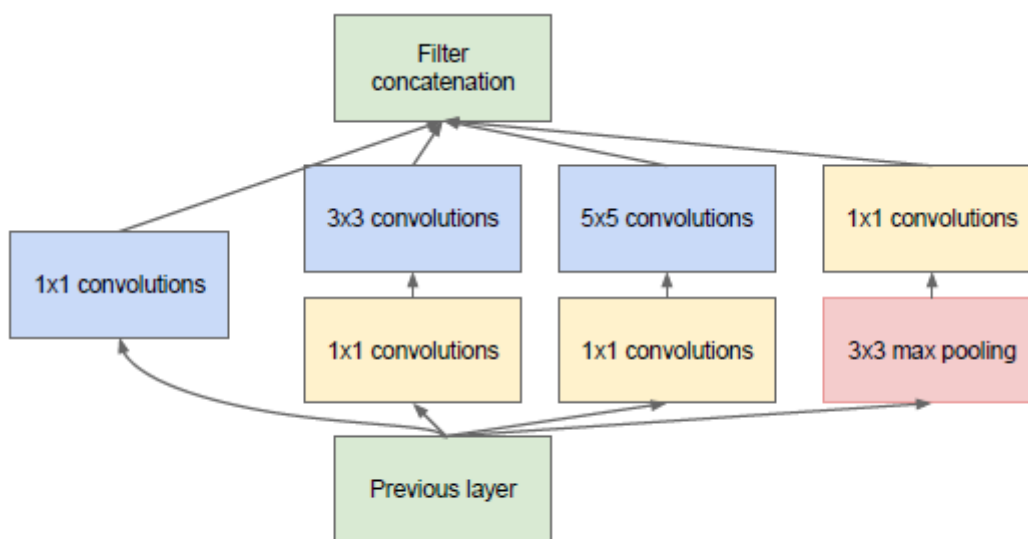 Filter
concatenation
3x3 convolutions
5x5 convolutions
1x1 convolutions
1x1 convolutions
1x1 convolutions
1x1 convolutions
3x3 max pooling
Previous layer